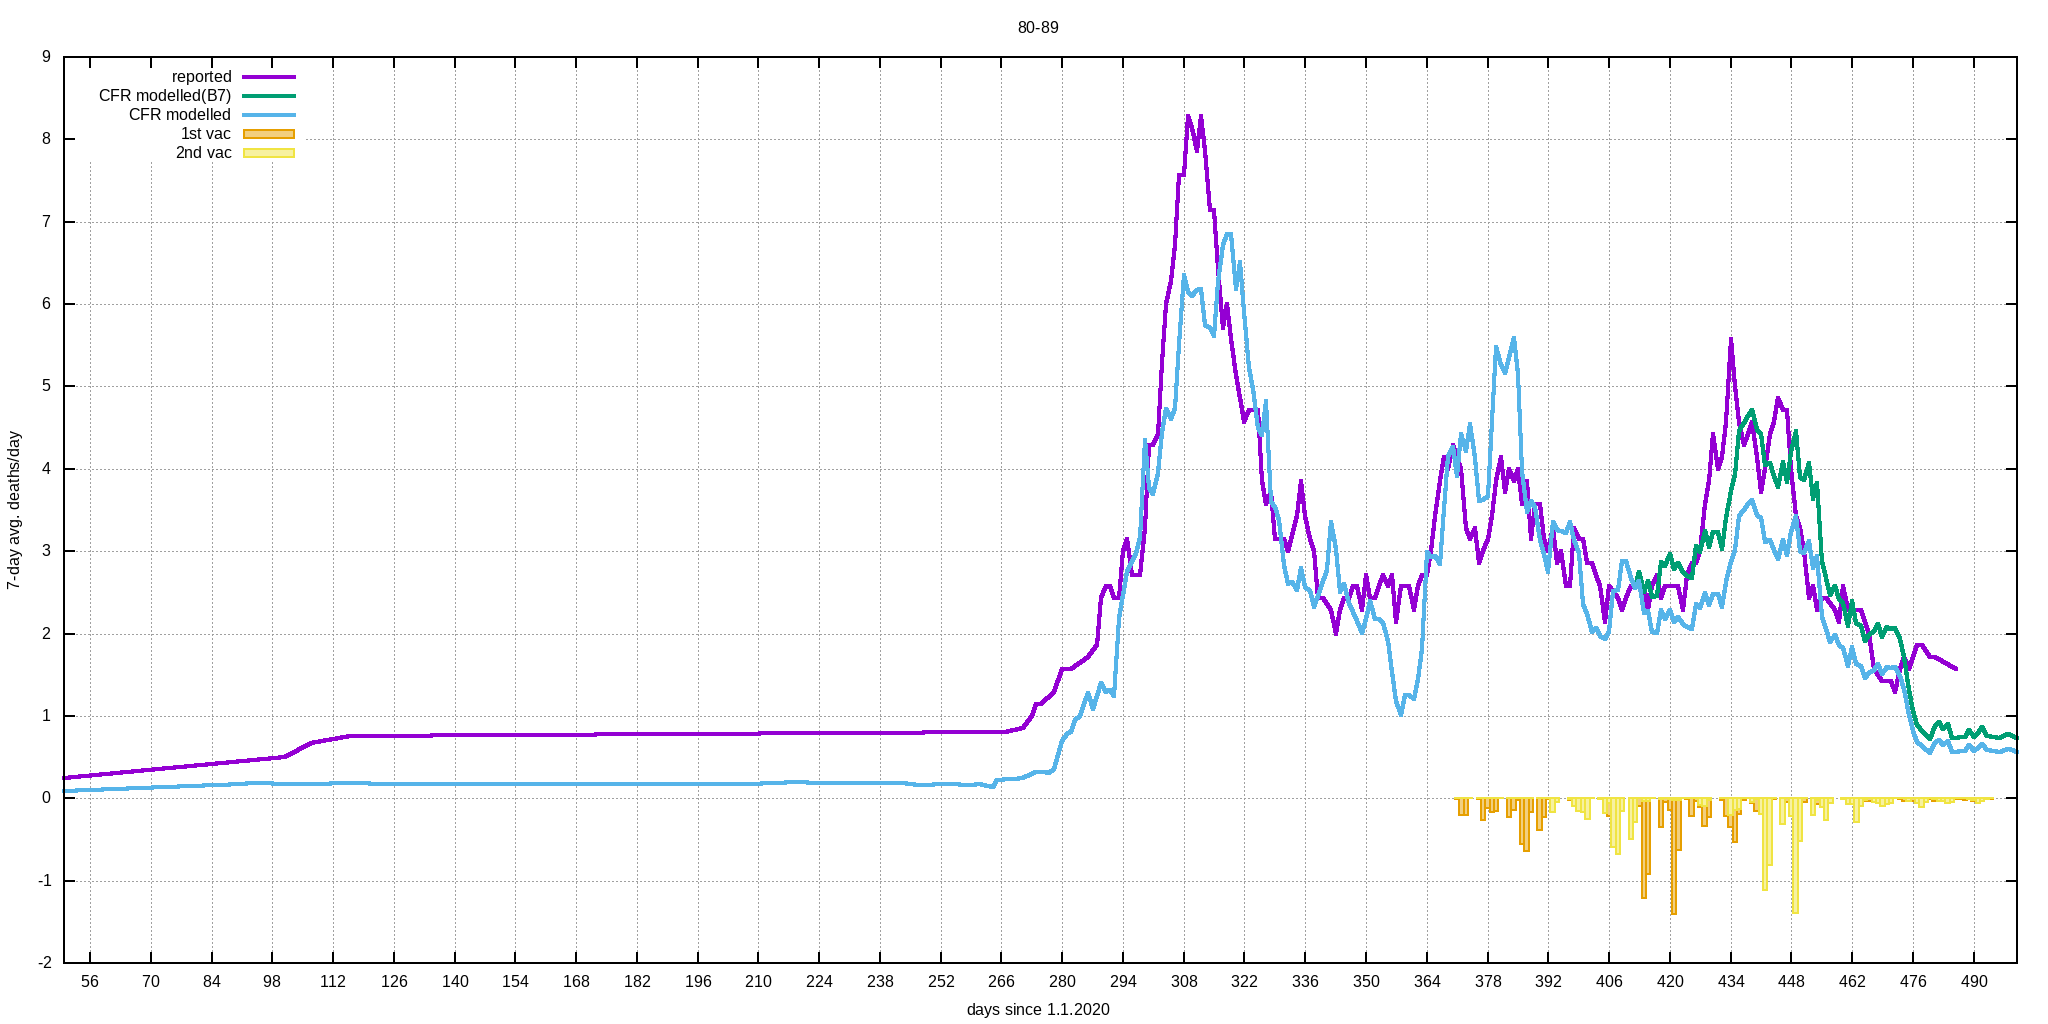 80-89
9
8
7
6
5
4
3
2
1
0
-1
-2
7-day avg. deaths/day
reported
CFR modelled(B7)
CFR modelled
1st vac
2nd vac
56 70 84 98 112 126 140 154 168 182 196 210 224 238 252 266 280 294 308 322 336 350 364 378 392 406 420 434 448 462 476 490
days since 1.1.2020